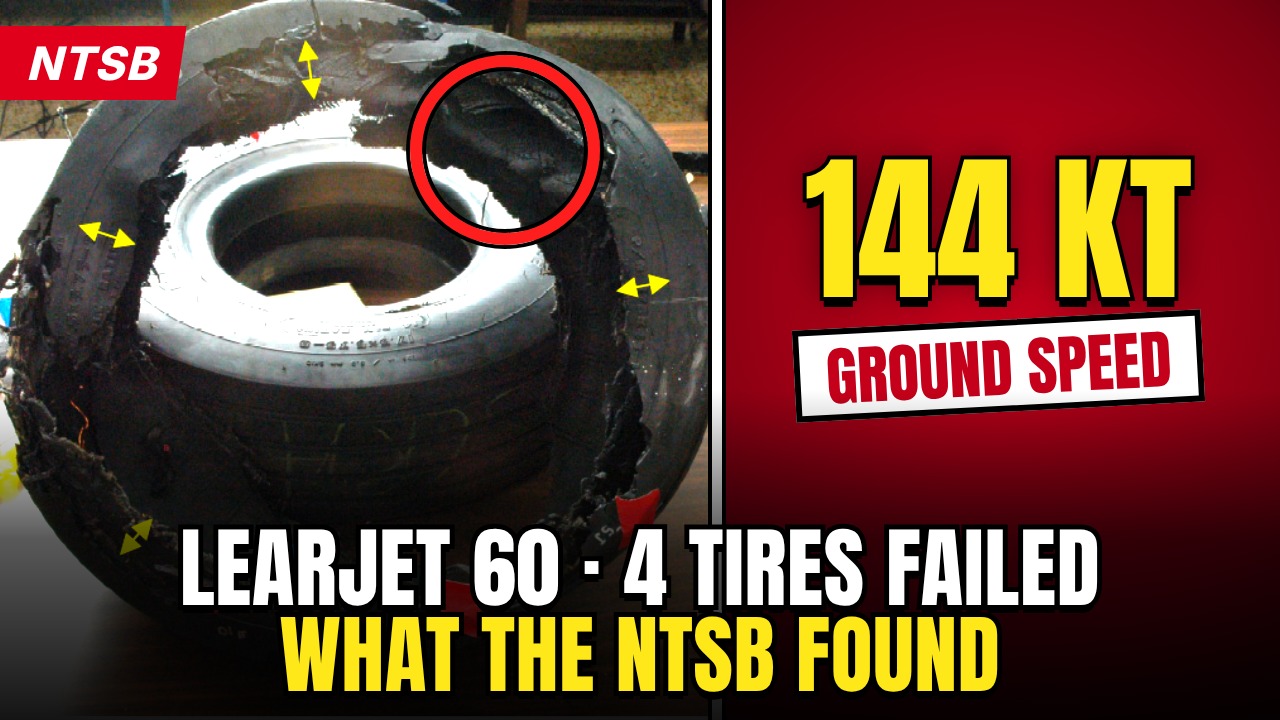 NTSB
144 KT
GROUND SPEED
LEARJET 60 · 4 TIRES FAILED
WHAT THE NTSB FOUND